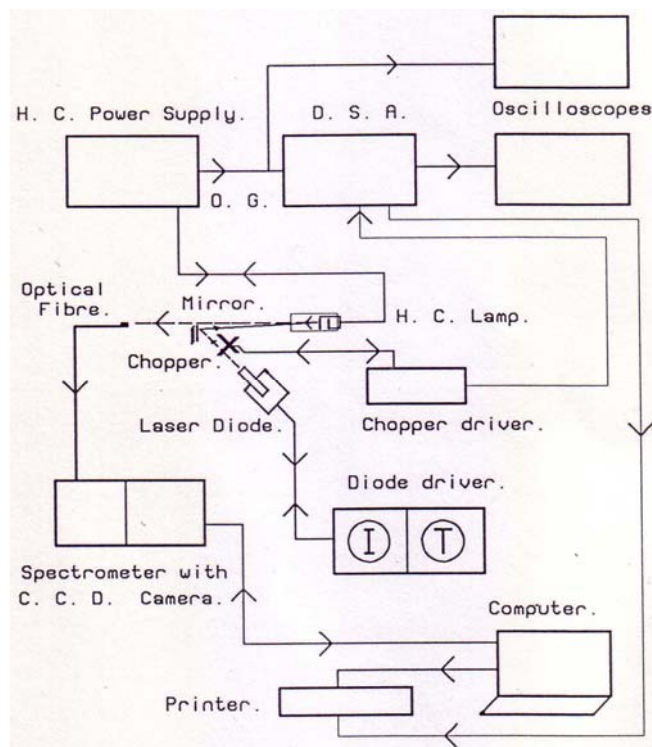 H. C. Power Supply.
D. S. A.
Oscilloscopes
O. G.
Optical
Fibre.
Mirror.
H. C. Lamp.
Chopper.
Laser Diode.
Chopper driver.
Diode driver.
I
T
Spectrometer with
C. C. D. Camera.
Computer.
Printer.